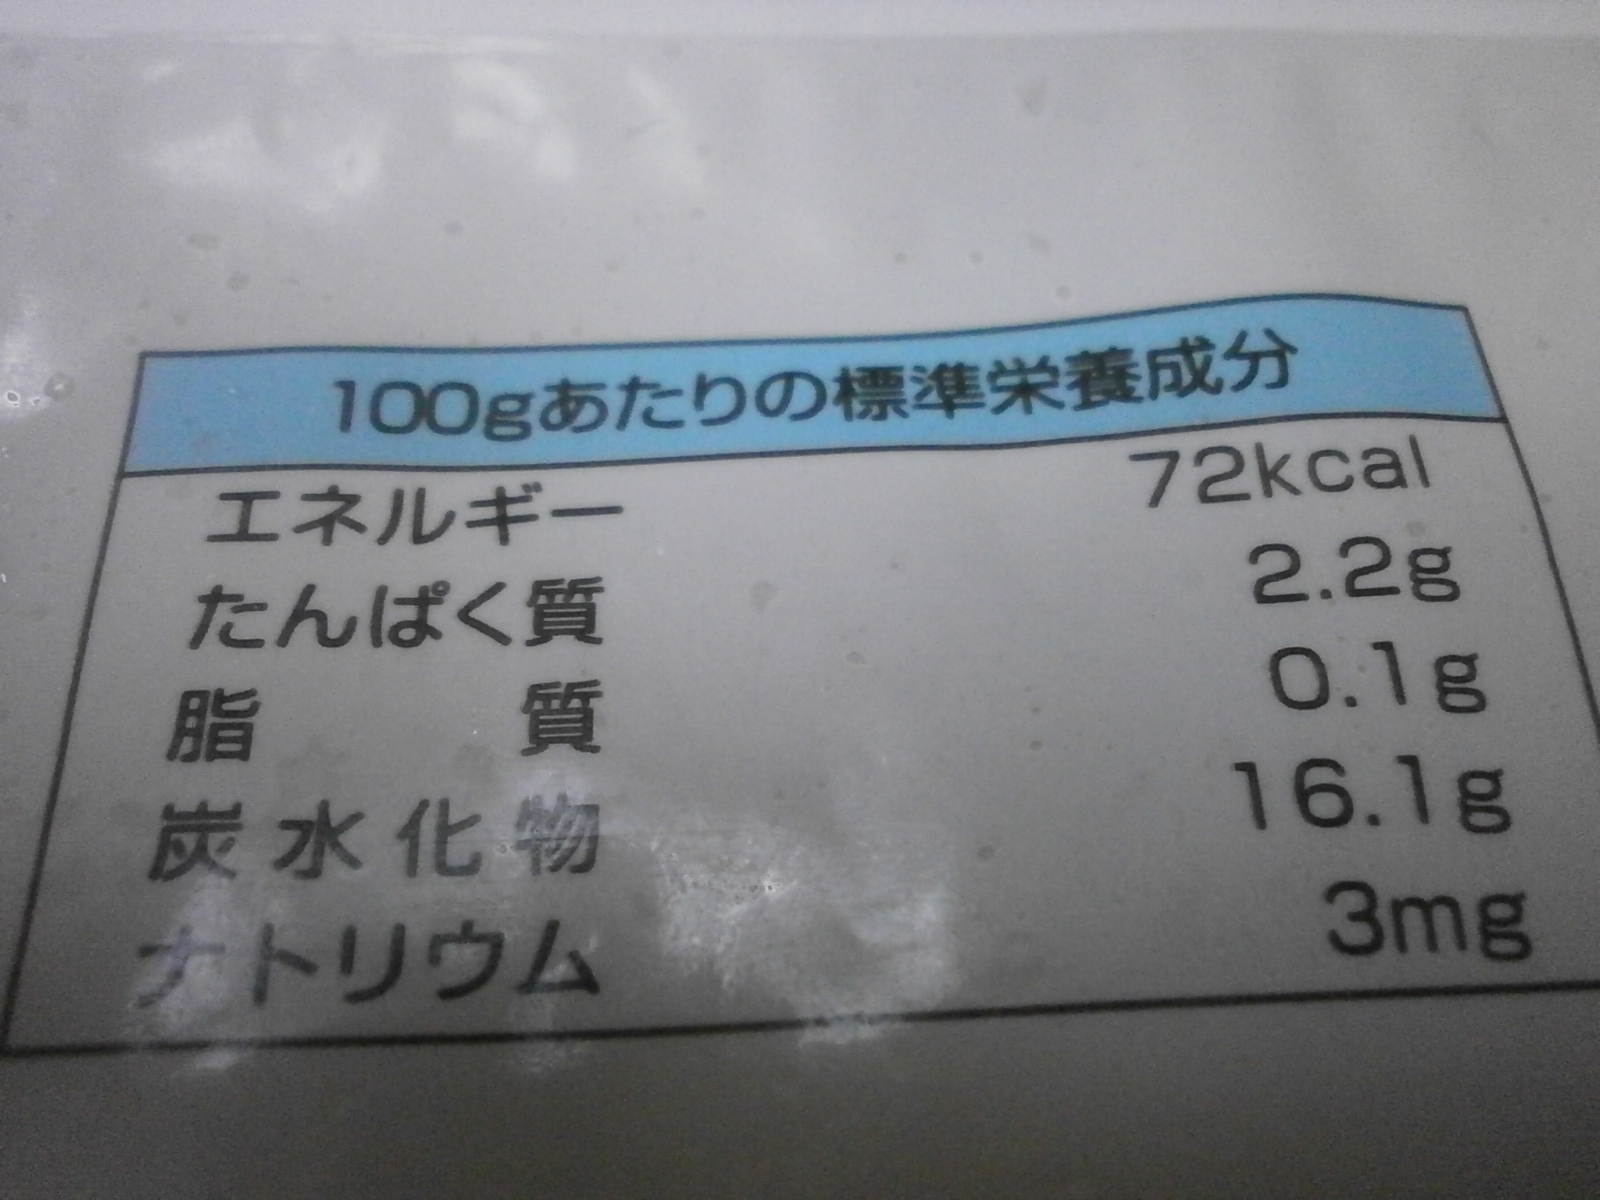 100gあたりの標準栄養成分
エネルギー 72kcal
たんぱく質 2.2g
脂質 0.1g
炭水化物 16.1g
ナトリウム 3mg